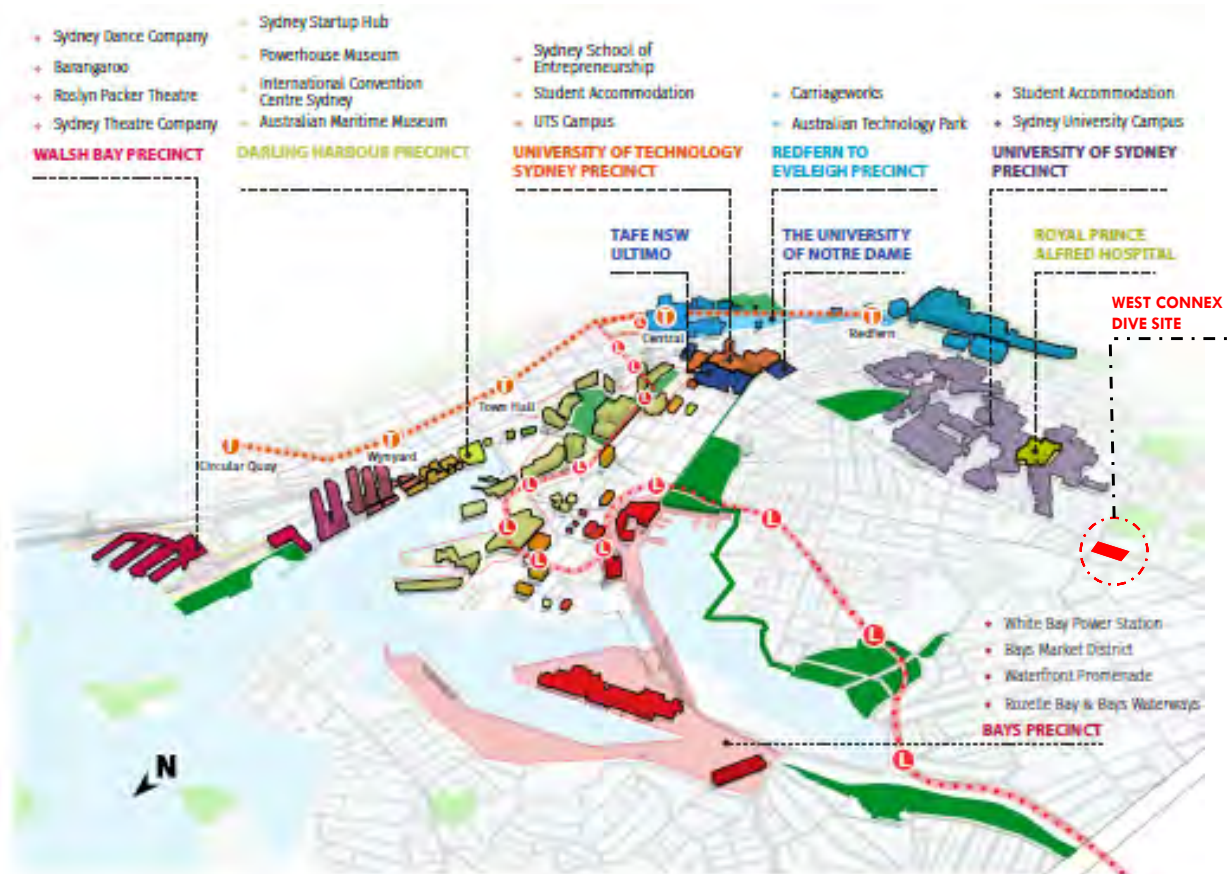 Sydney Dance Company
Barangaroo
Roslyn Packer Theatre
Sydney Theatre Company
WALSH BAY PRECINCT
Sydney Startup Hub
Powerhouse Museum
International Convention
Centre Sydney
Australian Maritime Museum
DARLING HARBOUR PRECINCT
Sydney School of
Entrepreneurship
Student Accommodation
UTS Campus
UNIVERSITY OF TECHNOLOGY
SYDNEY PRECINCT
Carriageworks
Australian Technology Park
REDFERN TO
EVELEIGH PRECINCT
Student Accommodation
Sydney University Campus
UNIVERSITY OF SYDNEY
PRECINCT
TAFE NSW
ULTIMO
THE UNIVERSITY
OF NOTRE DAME
ROYAL PRINCE
ALFRED HOSPITAL
WEST CONNEX
DIVE SITE
T
Central
T
Redfern
L
L
L
L
T
Town Hall
T
Wynyard
T
Circular Quay
L
L
L
L
L
L
L
L
L
White Bay Power Station
Bays Market District
Waterfront Promenade
Rozelle Bay & Bays Waterways
BAYS PRECINCT
N